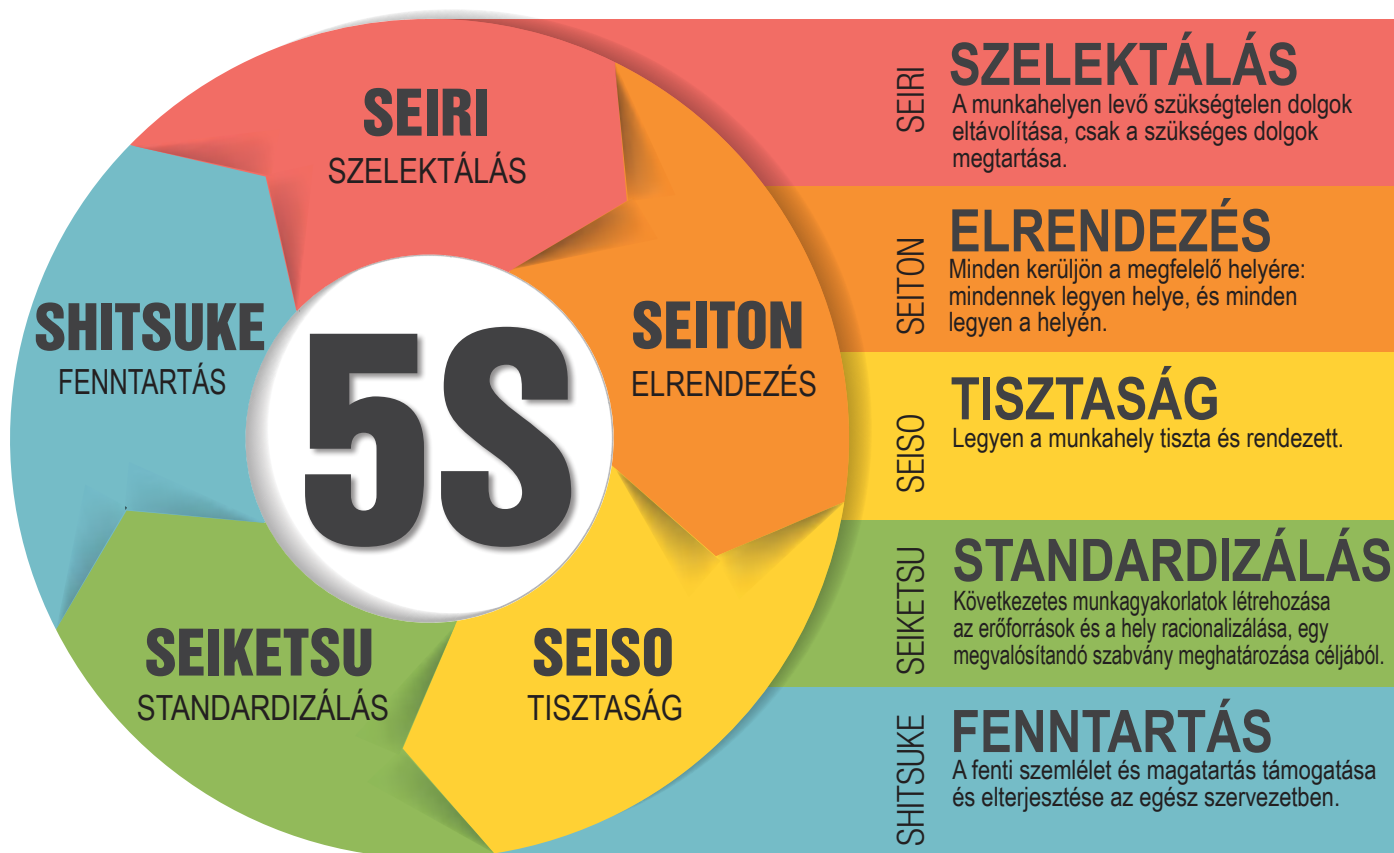 SEIRI
SZELEKTÁLÁS
SEITON
ELRENDEZÉS
SEISO
TISZTASÁG
SEIKETSU
STANDARDIZÁLÁS
SHITSUKE
FENNTARTÁS
5S
SEIRI
SZELEKTÁLÁS
A munkahelyen levő szükségtelen dolgok
eltávolítása, csak a szükséges dolgok
megtartása.
SEITON
ELRENDEZÉS
Minden kerüljön a megfelelő helyére:
mindennek legyen helye, és minden
legyen a helyén.
SEISO
TISZTASÁG
Legyen a munkahely tiszta és rendezett.
SEIKETSU
STANDARDIZÁLÁS
Következetes munkagyakorlatok létrehozása
az erőforrások és a hely racionalizálása, egy
megvalósítandó szabvány meghatározása céljából.
SHITSUKE
FENNTARTÁS
A fenti szemlélet és magatartás támogatása
és elterjesztése az egész szervezetben.